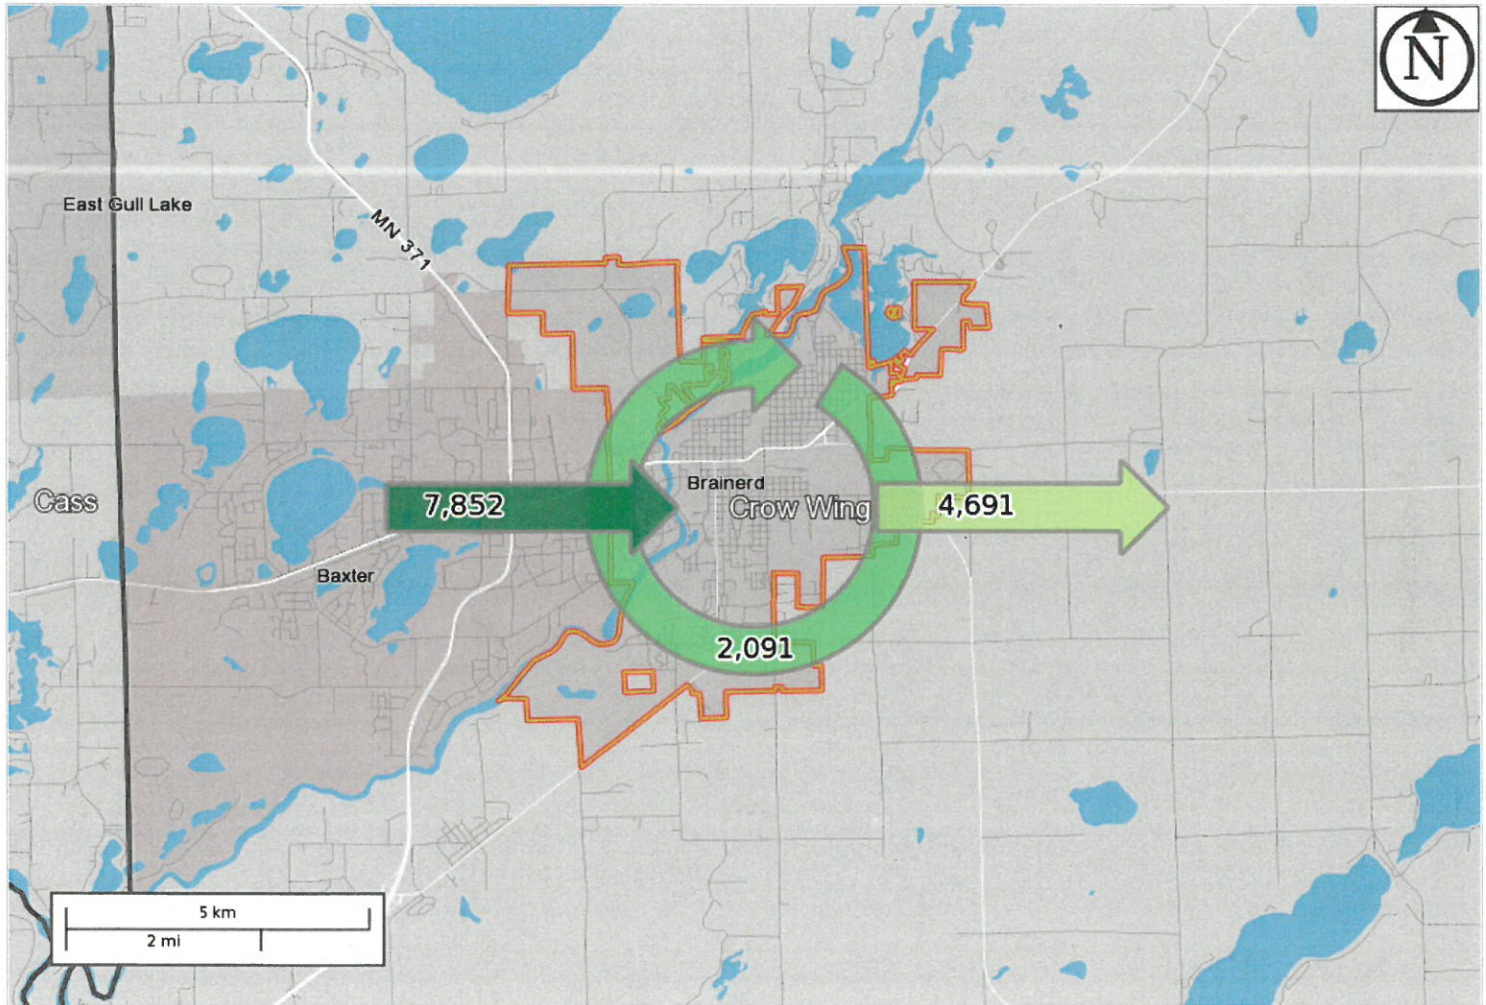 N
East Gull Lake
MN 371
Brainerd
Cass
7,852
Crow Wing
4,691
Baxter
2,091
5 km
2 mi